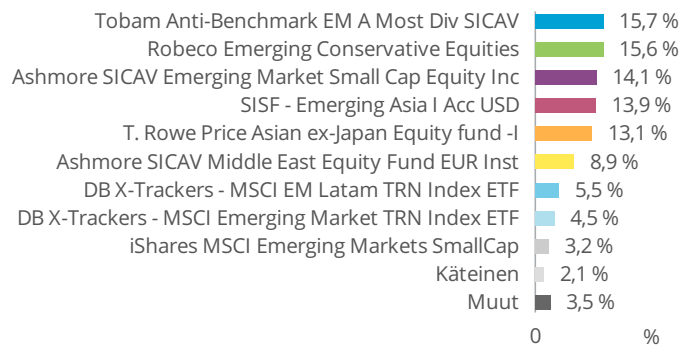 Tobam Anti-Benchmark EM A Most Div SICAV 15,7 %
Robeco Emerging Conservative Equities 15,6 %
Ashmore SICAV Emerging Market Small Cap Equity Inc 14,1 %
SISF - Emerging Asia I Acc USD 13,9 %
T. Rowe Price Asian ex-Japan Equity fund -I 13,1 %
Ashmore SICAV Middle East Equity Fund EUR Inst 8,9 %
DB X-Trackers - MSCI EM Latam TRN Index ETF 5,5 %
DB X-Trackers - MSCI Emerging Market TRN Index ETF 4,5 %
iShares MSCI Emerging Markets SmallCap 3,2 %
Käteinen 2,1 %
Muut 3,5 %
0 %